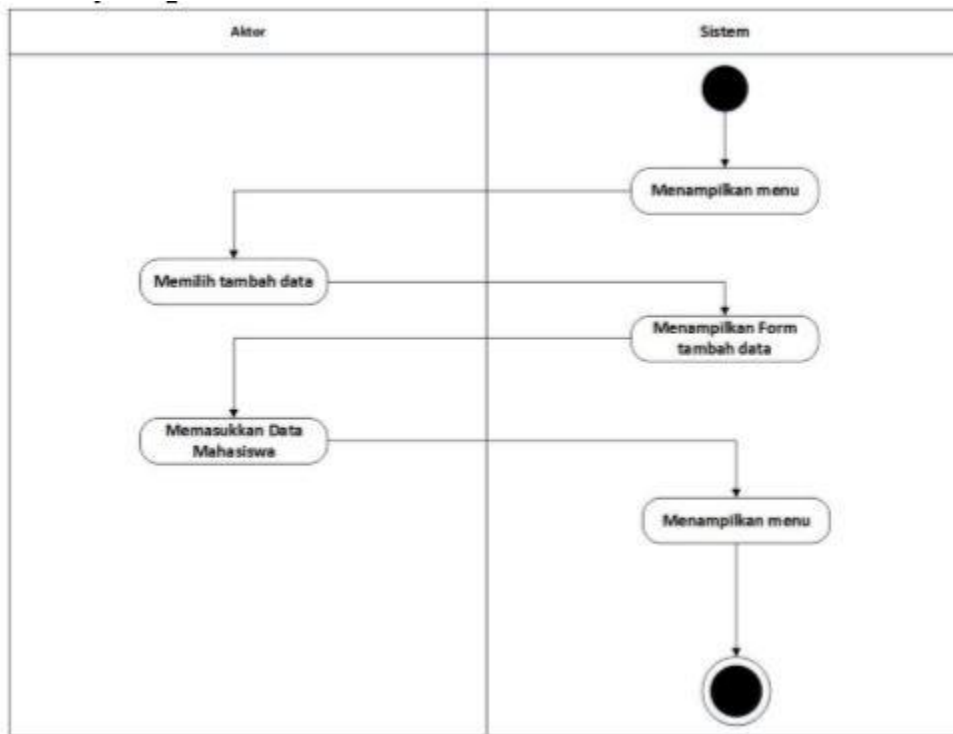 Aktor
Sistem
Menampilkan menu
Memilih tambah data
Menampilkan Form
tambah data
Memasukkan Data
Mahasiswa
Menampilkan menu